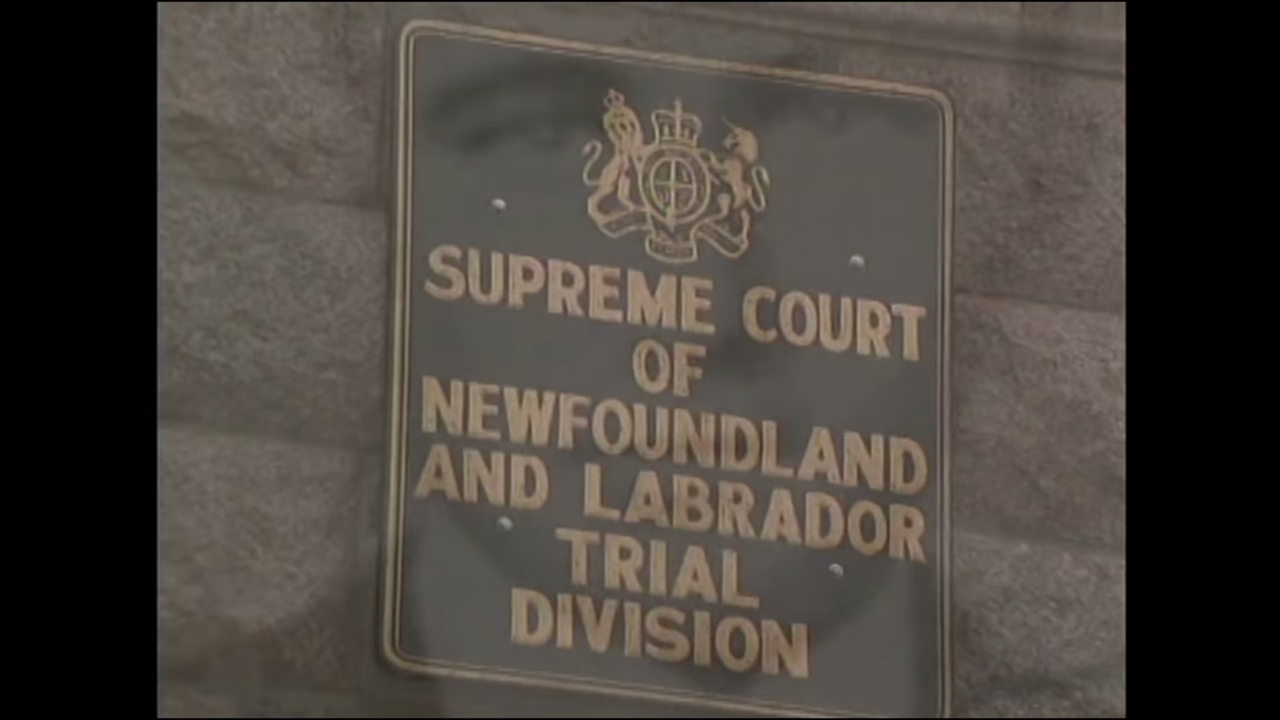 SUPREME COURT
OF
NEWFOUNDLAND
AND LABRADOR
TRIAL
DIVISION